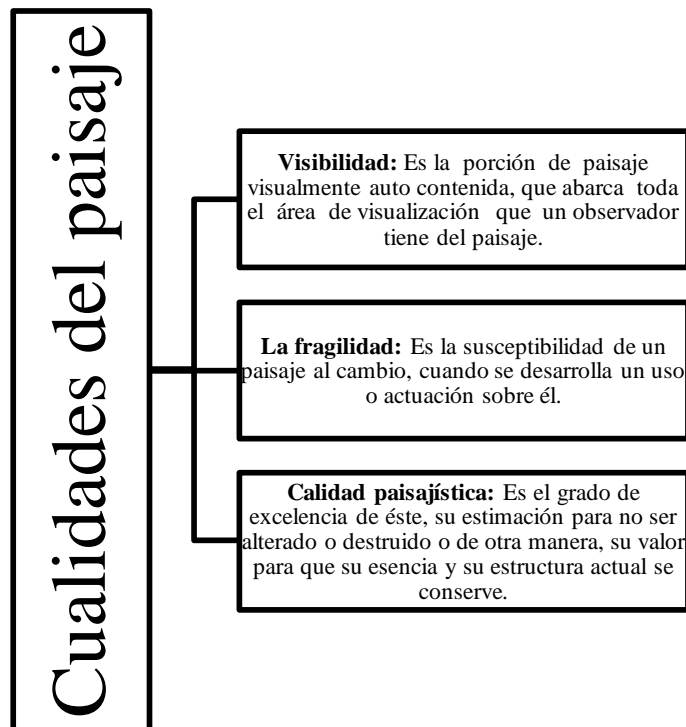 Cualidades del paisaje
Visibilidad: Es la porción de paisaje
visualmente auto contenida, que abarca toda
el área de visualización que un observador
tiene del paisaje.
La fragilidad: Es la susceptibilidad de un
paisaje al cambio, cuando se desarrolla un uso
o actuación sobre él.
Calidad paisajística: Es el grado de
excelencia de éste, su estimación para no ser
alterado o destruido o de otra manera, su valor
para que su esencia y su estructura actual se
conserve.